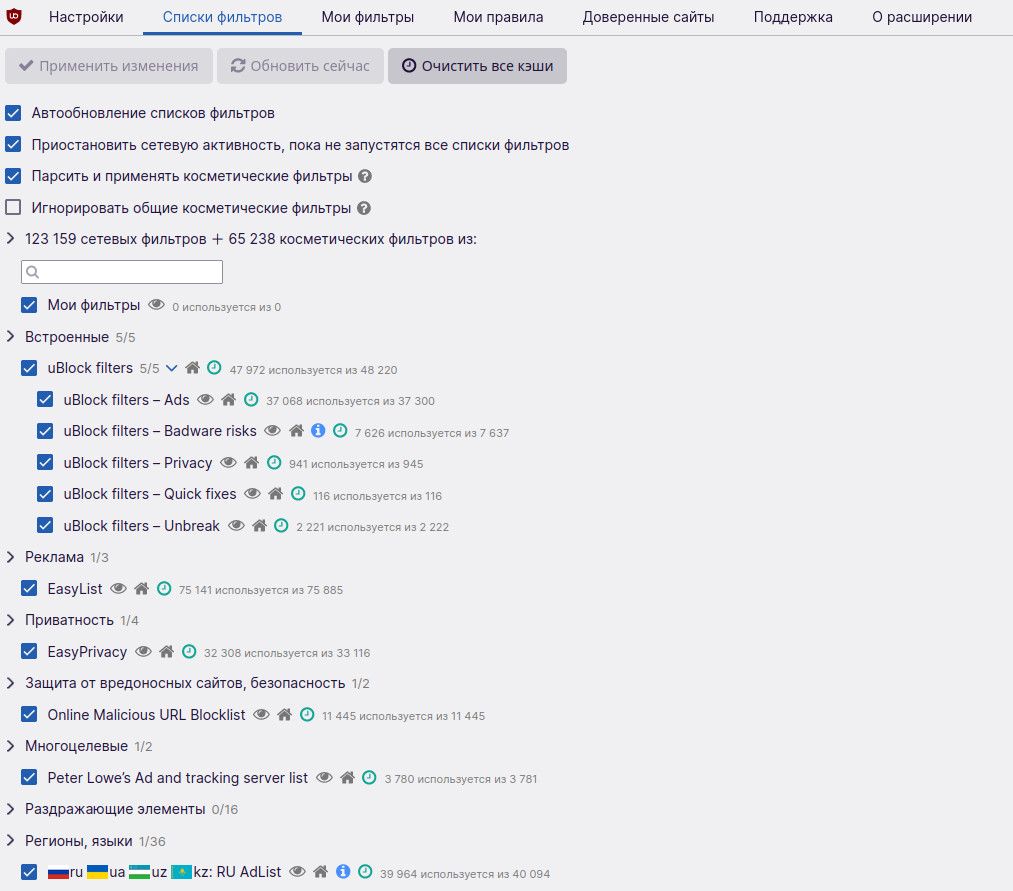 Настройки Списки фильтров Мои фильтры Мои правила Доверенные сайты Поддержка О расширении
Применить изменения Обновить сейчас Очистить все кэши
Автообновление списков фильтров
Приостановить сетевую активность, пока не запустятся все списки фильтров
Парсить и применять косметические фильтры
Игнорировать общие косметические фильтры
123 159 сетевых фильтров + 65 238 косметических фильтров из:
Мои фильтры 0 используется из 0
Встроенные 5/5
uBlock filters 5/5 47 972 используется из 48 220
uBlock filters – Ads 37 068 используется из 37 300
uBlock filters – Badware risks 7 626 используется из 7 637
uBlock filters – Privacy 941 используется из 945
uBlock filters – Quick fixes 116 используется из 116
uBlock filters – Unbreak 2 221 используется из 2 222
Реклама 1/3
EasyList 75 141 используется из 75 885
Приватность 1/4
EasyPrivacy 32 308 используется из 33 116
Защита от вредоносных сайтов, безопасность 1/2
Online Malicious URL Blocklist 11 445 используется из 11 445
Многоцелевые 1/2
Peter Lowe’s Ad and tracking server list 3 780 используется из 3 781
Раздражающие элементы 0/16
Регионы, языки 1/36
ru ua uz kz: RU AdList 39 964 используется из 40 094